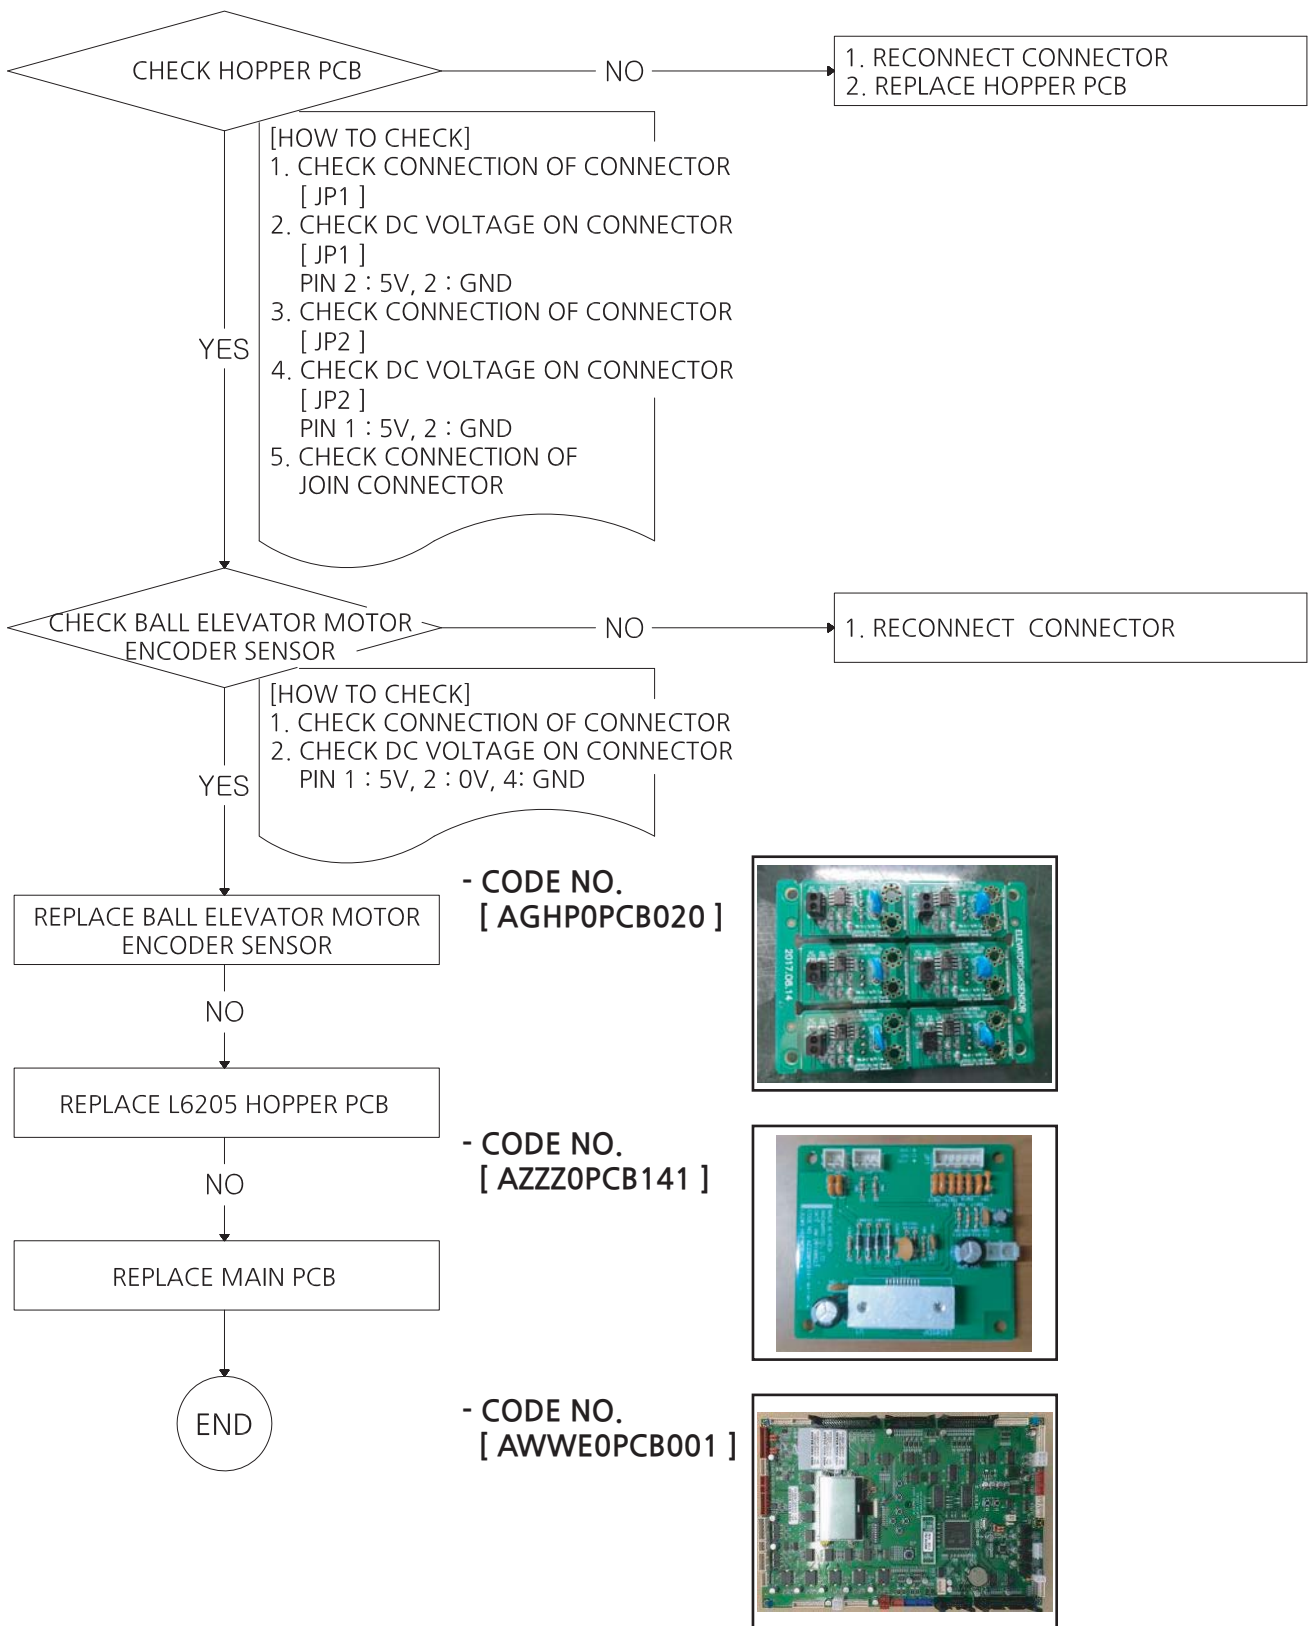 CHECK HOPPER PCB
NO
1. RECONNECT CONNECTOR
2. REPLACE HOPPER PCB
[HOW TO CHECK]
1. CHECK CONNECTION OF CONNECTOR
[ JP1 ]
2. CHECK DC VOLTAGE ON CONNECTOR
[ JP1 ]
PIN 2 : 5V, 2 : GND
3. CHECK CONNECTION OF CONNECTOR
[ JP2 ]
4. CHECK DC VOLTAGE ON CONNECTOR
[ JP2 ]
PIN 1 : 5V, 2 : GND
5. CHECK CONNECTION OF
JOIN CONNECTOR
YES
CHECK BALL ELEVATOR MOTOR
ENCODER SENSOR
NO
1. RECONNECT CONNECTOR
[HOW TO CHECK]
1. CHECK CONNECTION OF CONNECTOR
2. CHECK DC VOLTAGE ON CONNECTOR
PIN 1 : 5V, 2 : 0V, 4: GND
YES
REPLACE BALL ELEVATOR MOTOR
ENCODER SENSOR
- CODE NO.
[ AGHP0PCB020 ]
2017.06.14
NO
REPLACE L6205 HOPPER PCB
- CODE NO.
[ AZZZ0PCB141 ]
NO
REPLACE MAIN PCB
END
- CODE NO.
[ AWWE0PCB001 ]